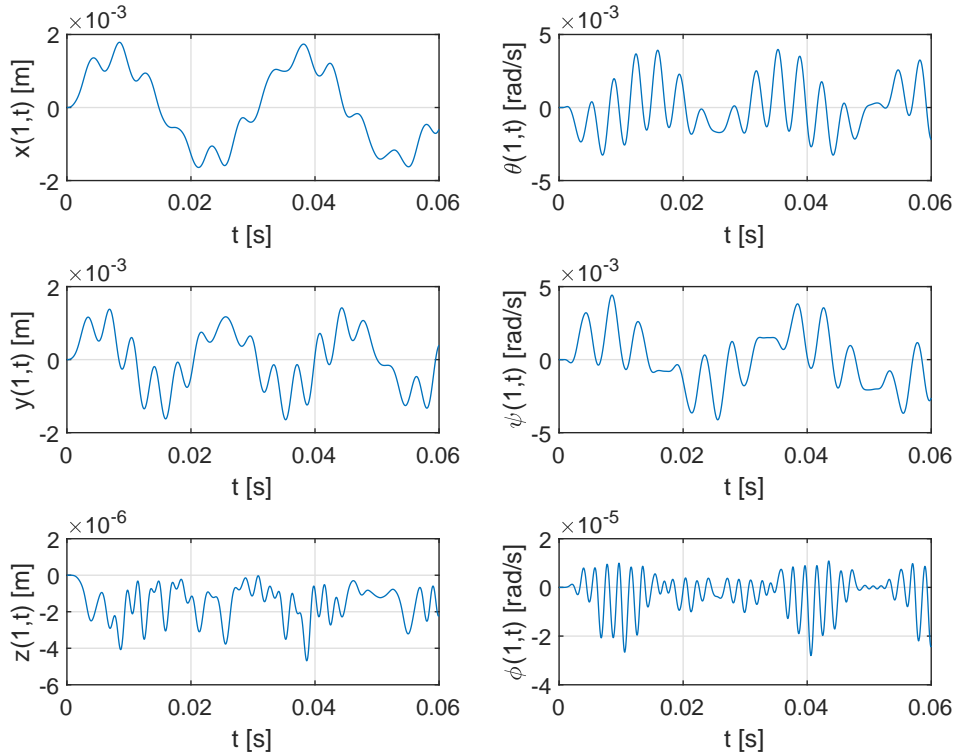 ×10⁻³
2
0
-2
x(1,t) [m]
0 0.02 0.04 0.06
t [s]
×10⁻³
5
0
-5
θ(1,t) [rad/s]
0 0.02 0.04 0.06
t [s]
×10⁻³
2
0
-2
y(1,t) [m]
0 0.02 0.04 0.06
t [s]
×10⁻³
5
0
-5
ψ(1,t) [rad/s]
0 0.02 0.04 0.06
t [s]
×10⁻⁶
2
0
-2
-4
-6
z(1,t) [m]
0 0.02 0.04 0.06
t [s]
×10⁻⁵
2
0
-2
-4
ϕ(1,t) [rad/s]
0 0.02 0.04 0.06
t [s]